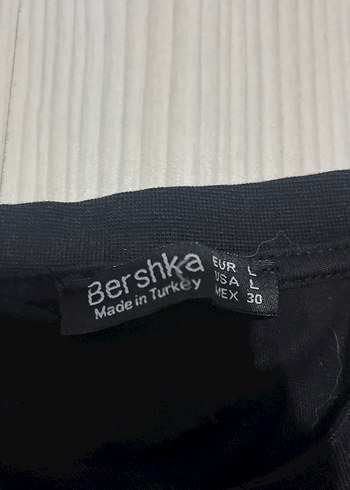 Bershka
Made in Turkey
EUR L
USA L
MEX 30